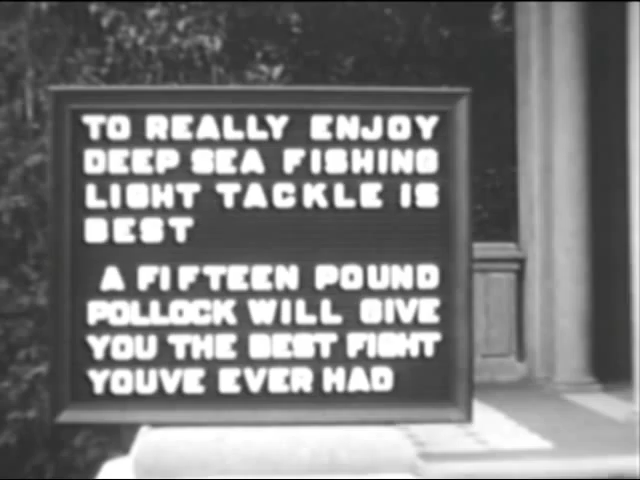 TO REALLY ENJOY
DEEP SEA FISHING
LIGHT TACKLE IS
BEST
A FIFTEEN POUND
POLLOCK WILL GIVE
YOU THE BEST FIGHT
YOUVE EVER HAD